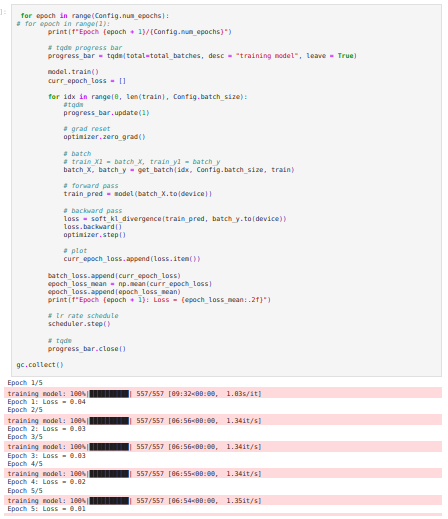 for epoch in range(Config.num_epochs):
# for epoch in range(1):
print(f"Epoch {epoch + 1}/{Config.num_epochs}")
# tqdm progress bar
progress_bar = tqdm(total=total_batches, desc = "training model", leave = True)
model.train()
curr_epoch_loss = []
for idx in range(0, len(train), Config.batch_size):
#tqdm
progress_bar.update(1)
# grad reset
optimizer.zero_grad()
# batch
# train_X1 = batch_X, train_y1 = batch_y
batch_X, batch_y = get_batch(idx, Config.batch_size, train)
# forward pass
train_pred = model(batch_X.to(device))
# backward pass
loss = soft_kl_divergence(train_pred, batch_y.to(device))
loss.backward()
optimizer.step()
# plot
curr_epoch_loss.append(loss.item())
batch_loss.append(curr_epoch_loss)
epoch_loss_mean = np.mean(curr_epoch_loss)
epoch_loss.append(epoch_loss_mean)
print(f"Epoch {epoch + 1}: Loss = {epoch_loss_mean:.2f}")
# lr rate schedule
scheduler.step()
# tqdm
progress_bar.close()
gc.collect()
Epoch 1/5
training model: 100%|██████████| 557/557 [09:32<00:00, 1.03s/it]
Epoch 1: Loss = 0.04
Epoch 2/5
training model: 100%|██████████| 557/557 [06:56<00:00, 1.34it/s]
Epoch 2: Loss = 0.03
Epoch 3/5
training model: 100%|██████████| 557/557 [06:56<00:00, 1.34it/s]
Epoch 3: Loss = 0.03
Epoch 4/5
training model: 100%|██████████| 557/557 [06:55<00:00, 1.34it/s]
Epoch 4: Loss = 0.02
Epoch 5/5
training model: 100%|██████████| 557/557 [06:54<00:00, 1.35it/s]
Epoch 5: Loss = 0.01